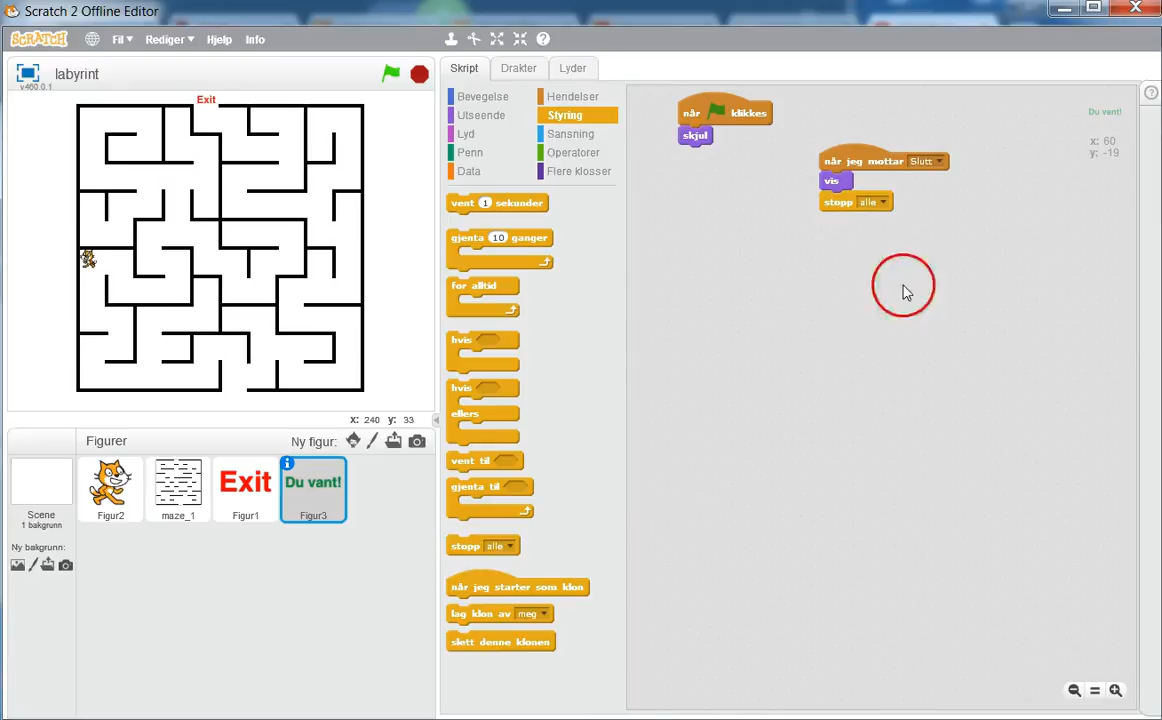 Scratch 2 Offline Editor
SCRATCH
Fil
Rediger
Hjelp
Info
labyrint
v460.0.1
Exit
x: 240 y: 33
Skript
Drakter
Lyder
Bevegelse
Hendelser
Utseende
Styring
Lyd
Sansning
Penn
Operatorer
Data
Flere klosser
vent 1 sekunder
gjenta 10 ganger
for alltid
hvis
hvis
ellers
vent til
gjenta til
stopp alle
når jeg starter som klon
lag klon av meg
slett denne klonen
når klikkes
skjul
når jeg mottar Slutt
vis
stopp alle
Du vant!
x: 60
y: -19
Figurer
Ny figur:
Scene
1 bakgrunn
Ny bakgrunn:
Figur2
maze_1
Exit
Figur1
Du vant!
Figur3